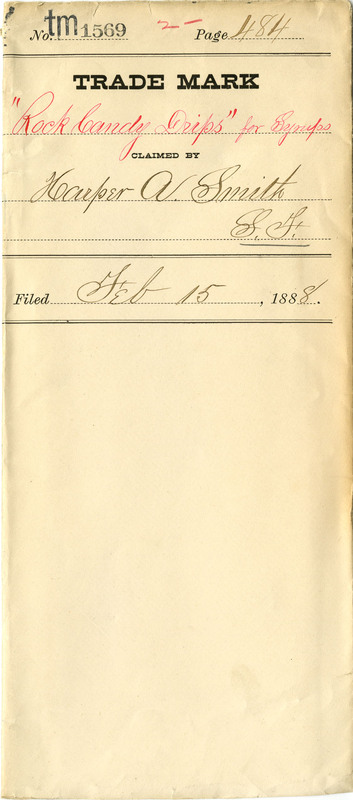 No. tm 1569 2- Page 484
TRADE MARK
"Rock Candy Drips" for Syrups
CLAIMED BY
Harper A. Smith
S. F.
Filed Feb 15, 1888.